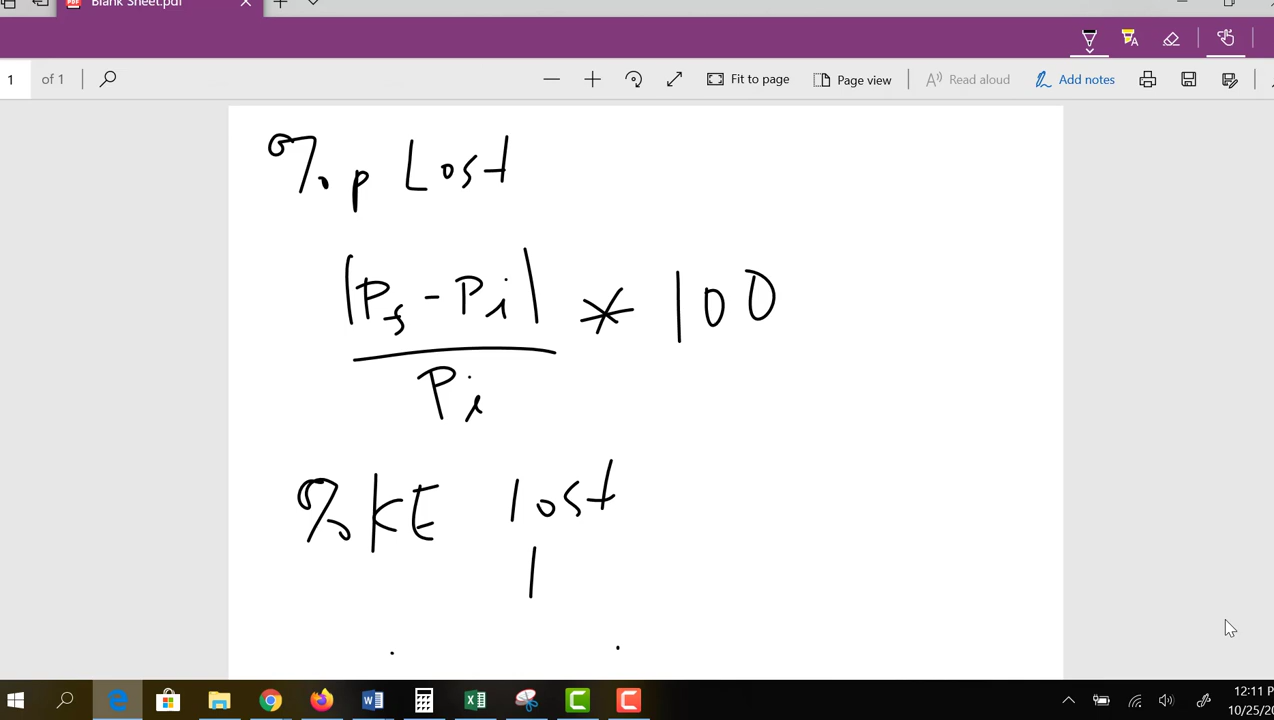 Blank Sheet.pdf
1 of 1 Fit to page Page view Read aloud Add notes
%p Lost
|Pf - Pi| * 100
Pi
%KE lost
|
12:11 PM
10/25/20